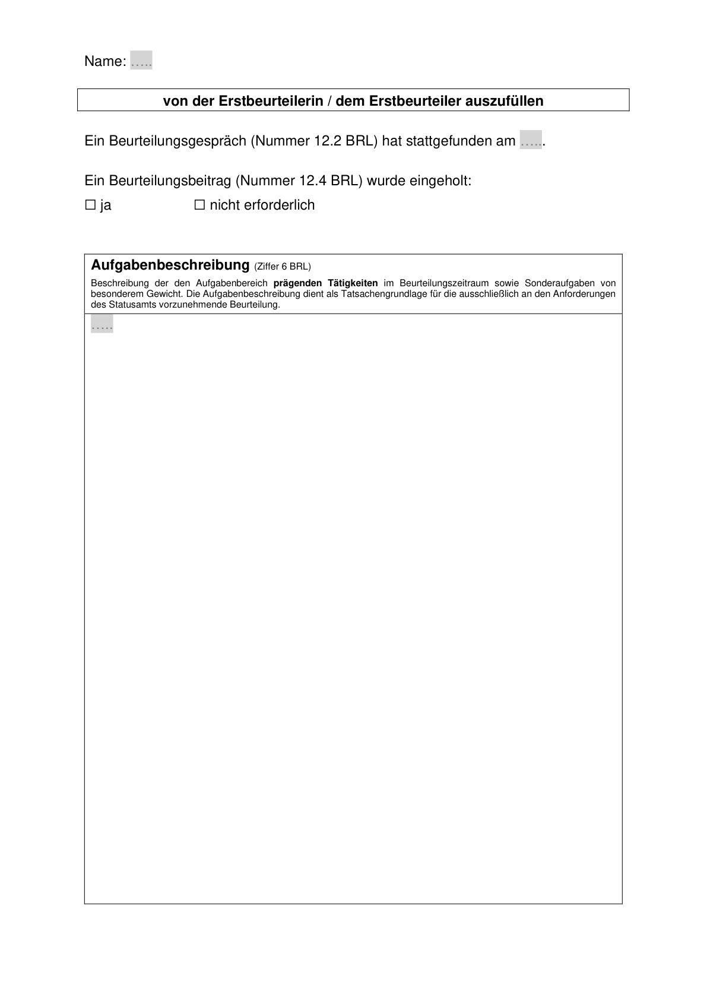 Name: .....
von der Erstbeurteilerin / dem Erstbeurteiler auszufüllen
Ein Beurteilungsgespräch (Nummer 12.2 BRL) hat stattgefunden am ......
Ein Beurteilungsbeitrag (Nummer 12.4 BRL) wurde eingeholt:
☐ ja ☐ nicht erforderlich
Aufgabenbeschreibung (Ziffer 6 BRL)
Beschreibung der den Aufgabenbereich prägenden Tätigkeiten im Beurteilungszeitraum sowie Sonderaufgaben von
besonderem Gewicht. Die Aufgabenbeschreibung dient als Tatsachengrundlage für die ausschließlich an den Anforderungen
des Statusamts vorzunehmende Beurteilung.
.....